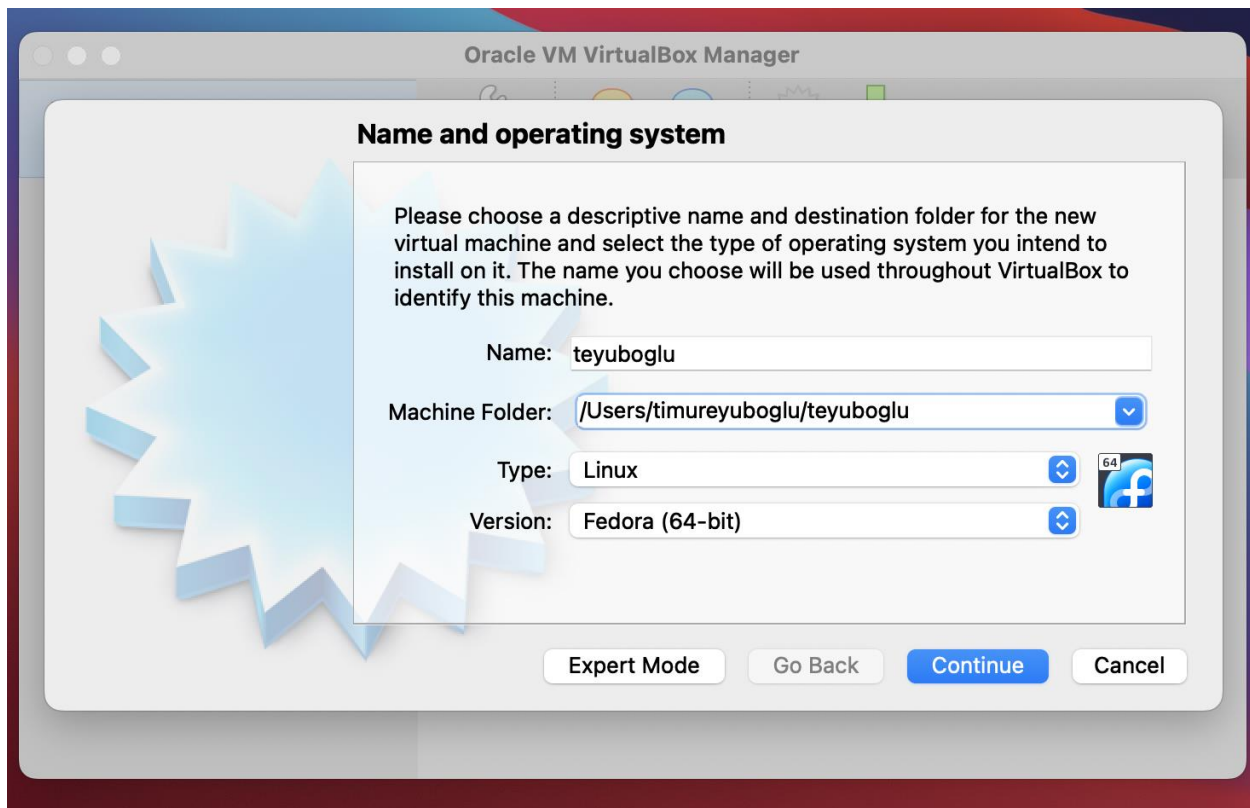 Oracle VM VirtualBox Manager
Name and operating system
Please choose a descriptive name and destination folder for the new
virtual machine and select the type of operating system you intend to
install on it. The name you choose will be used throughout VirtualBox to
identify this machine.
Name: teyuboglu
Machine Folder: /Users/timureyuboglu/teyuboglu
Type: Linux
64
Version: Fedora (64-bit)
Expert Mode Go Back Continue Cancel